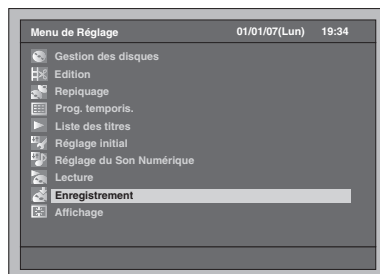 Menu de Réglage 01/01/07(Lun) 19:34
Gestion des disques
Edition
Repiquage
Prog. temporis.
Liste des titres
Réglage initial
Réglage du Son Numérique
Lecture
Enregistrement
Affichage